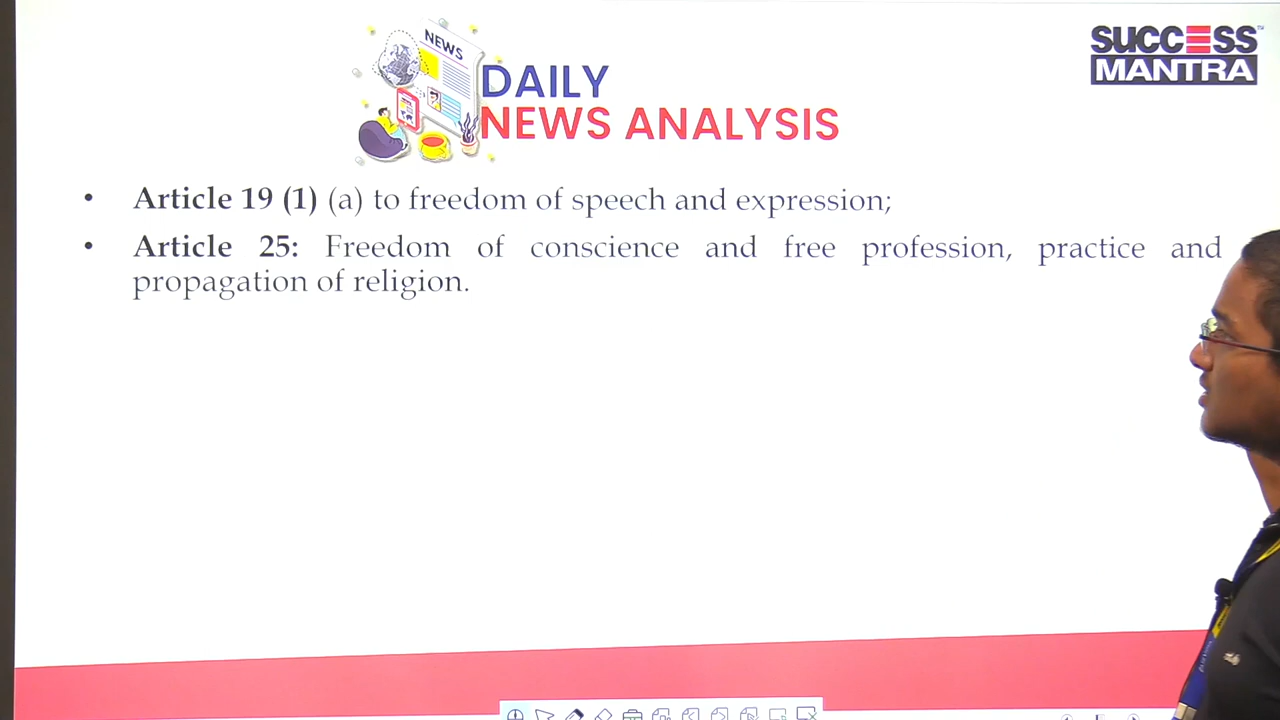 NEWS
DAILY
NEWS ANALYSIS
SUCCESS
MANTRA
• Article 19 (1) (a) to freedom of speech and expression;
• Article 25: Freedom of conscience and free profession, practice and
propagation of religion.